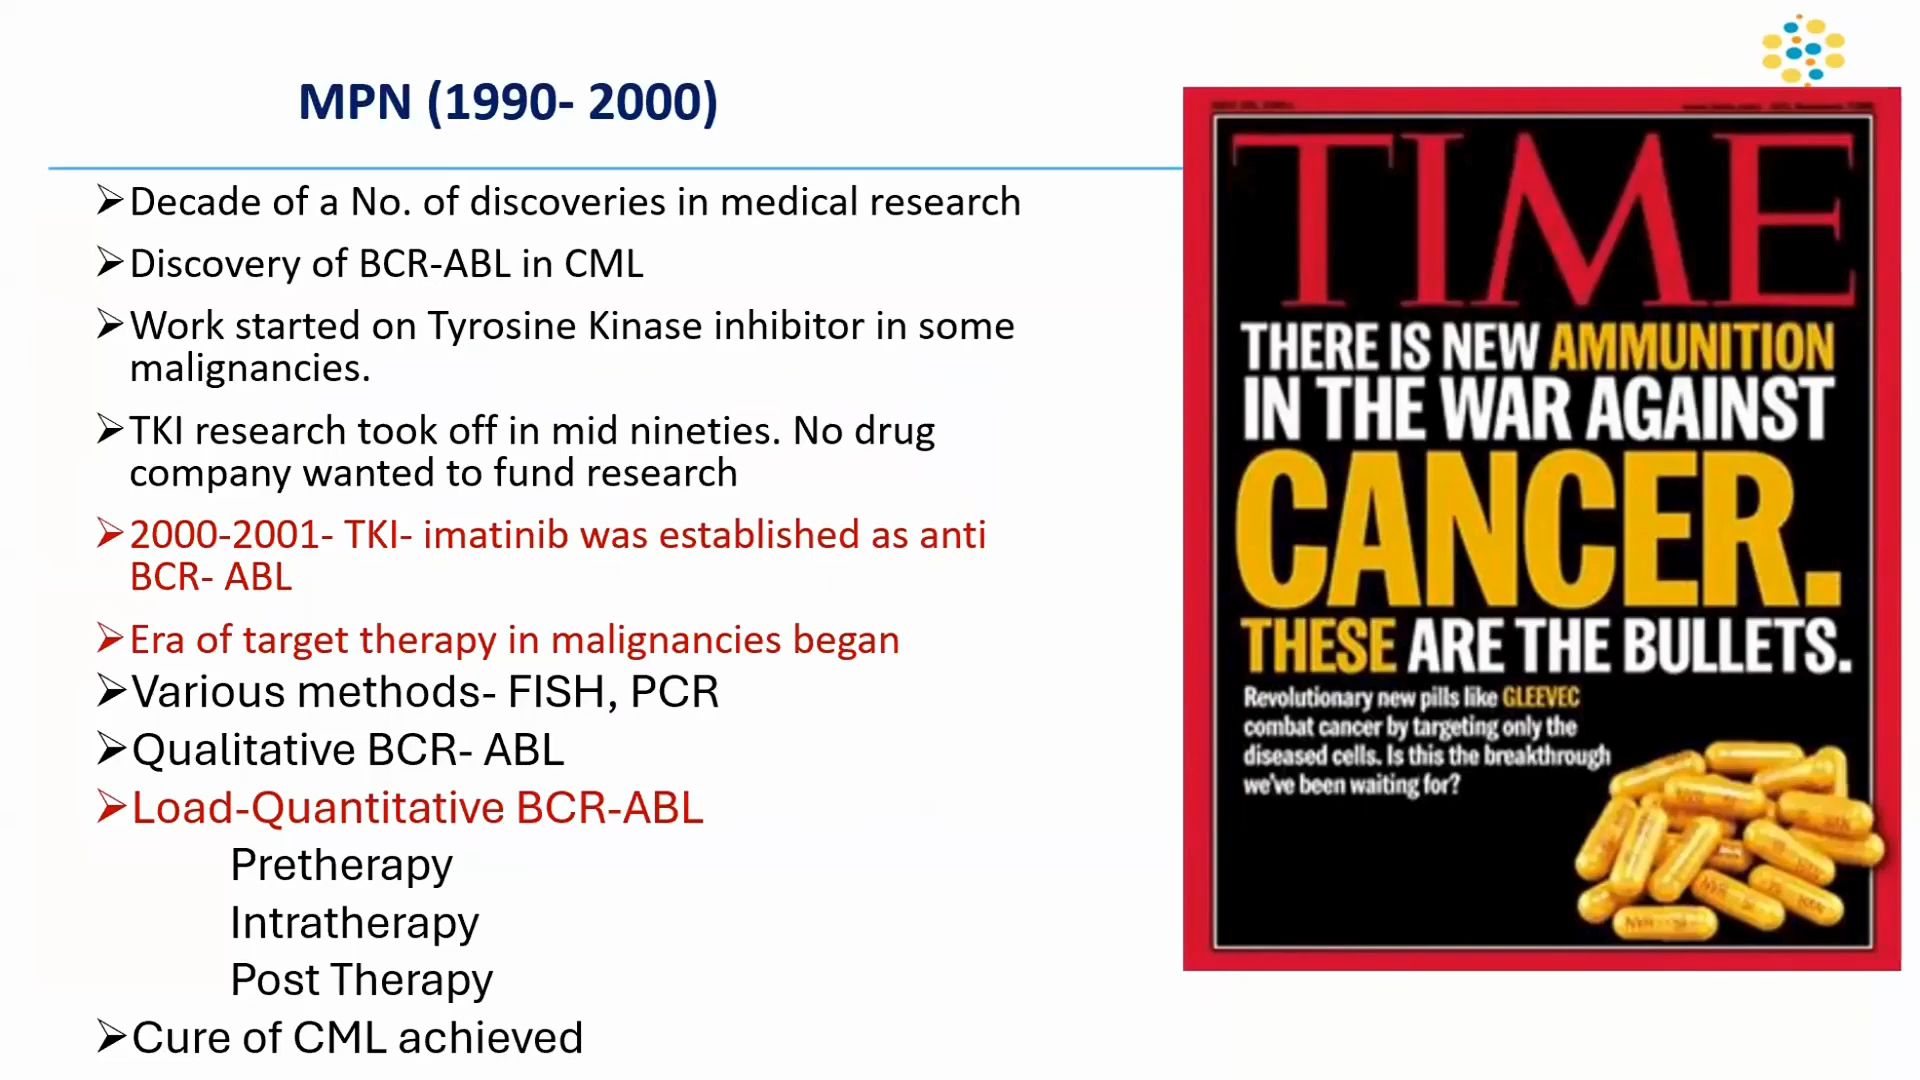 MPN (1990- 2000)
➢Decade of a No. of discoveries in medical research
➢Discovery of BCR-ABL in CML
➢Work started on Tyrosine Kinase inhibitor in some
malignancies.
➢TKI research took off in mid nineties. No drug
company wanted to fund research
➢2000-2001- TKI- imatinib was established as anti
BCR- ABL
➢Era of target therapy in malignancies began
➢Various methods- FISH, PCR
➢Qualitative BCR- ABL
➢Load-Quantitative BCR-ABL
Pretherapy
Intratherapy
Post Therapy
➢Cure of CML achieved
TIME
THERE IS NEW AMMUNITION
IN THE WAR AGAINST
CANCER.
THESE ARE THE BULLETS.
Revolutionary new pills like GLEEVEC
combat cancer by targeting only the
diseased cells. Is this the breakthrough
we've been waiting for?